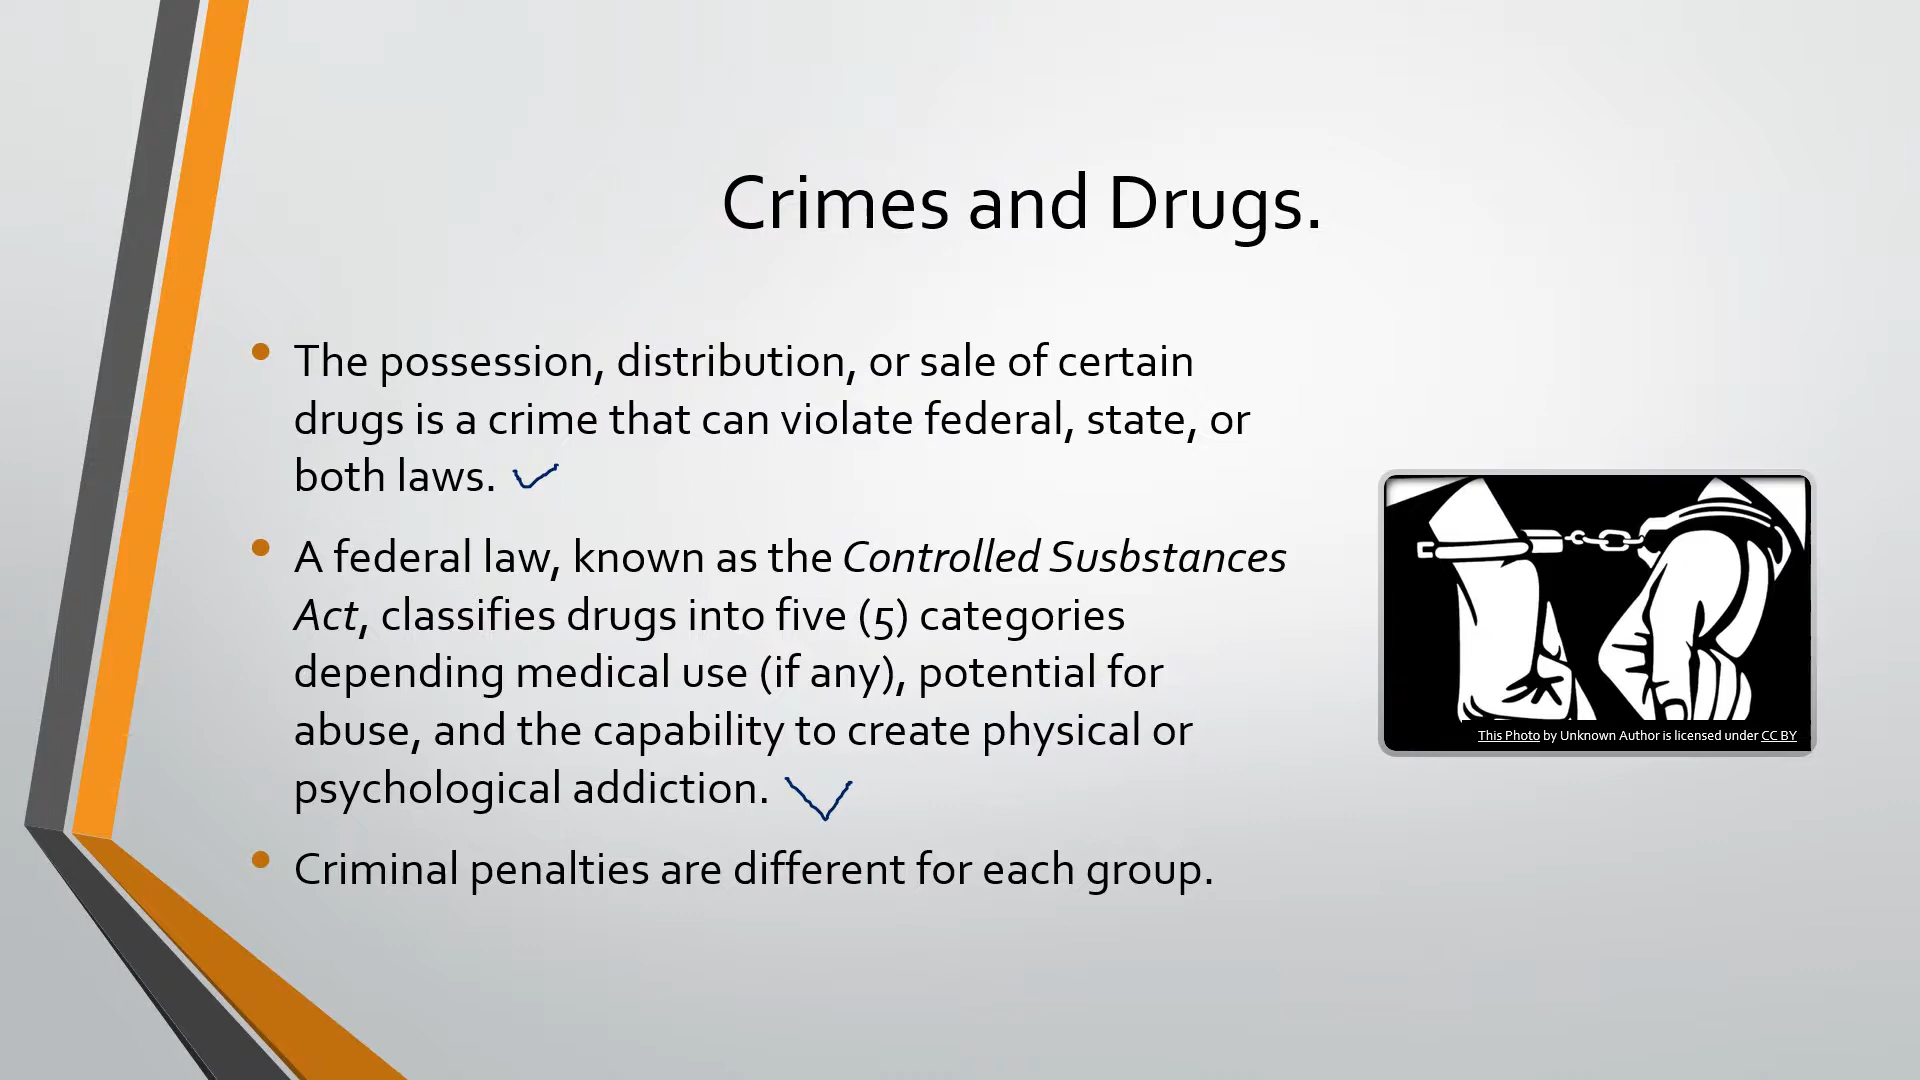 Crimes and Drugs.
The possession, distribution, or sale of certain
drugs is a crime that can violate federal, state, or
both laws.
A federal law, known as the Controlled Susbstances
Act, classifies drugs into five (5) categories
depending medical use (if any), potential for
abuse, and the capability to create physical or
psychological addiction.
Criminal penalties are different for each group.
This Photo by Unknown Author is licensed under CC BY